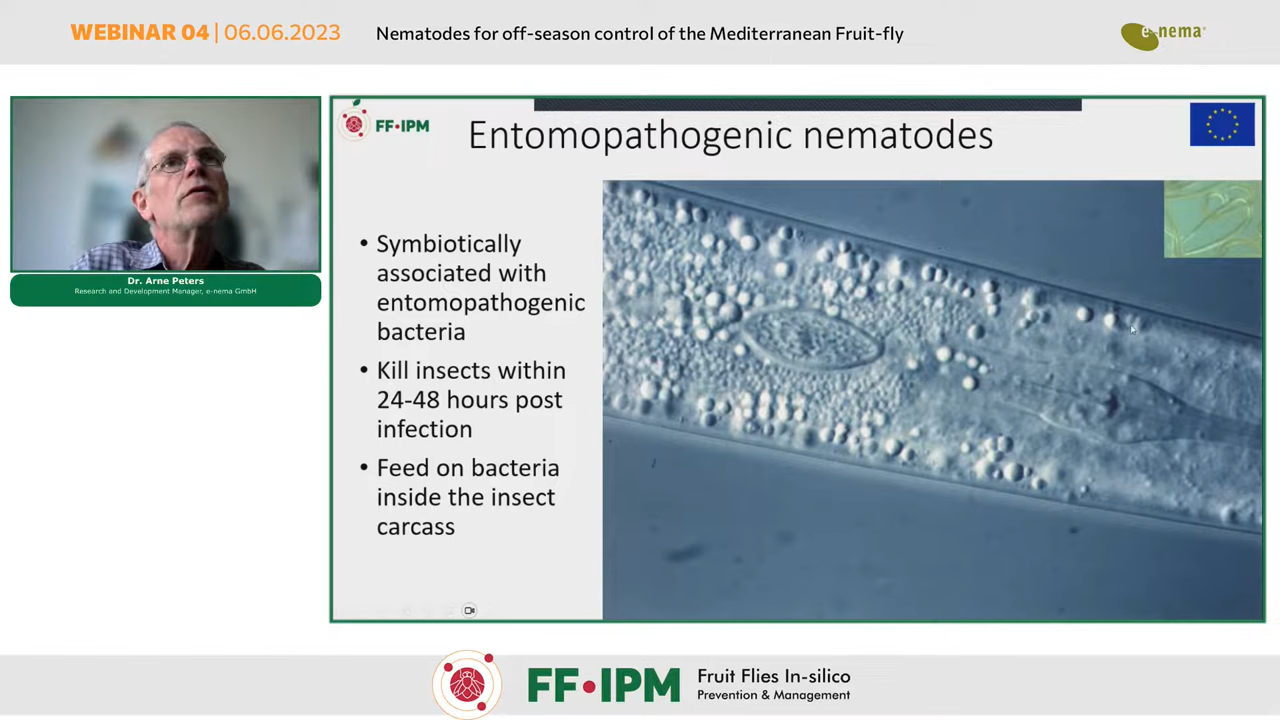 WEBINAR 04 | 06.06.2023
Nematodes for off-season control of the Mediterranean Fruit-fly
e-nema
Dr. Arne Peters
Research and Development Manager, e-nema GmbH
FF•IPM
Entomopathogenic nematodes
• Symbiotically
associated with
entomopathogenic
bacteria
• Kill insects within
24-48 hours post
infection
• Feed on bacteria
inside the insect
carcass
FF•IPM
Fruit Flies In-silico
Prevention & Management